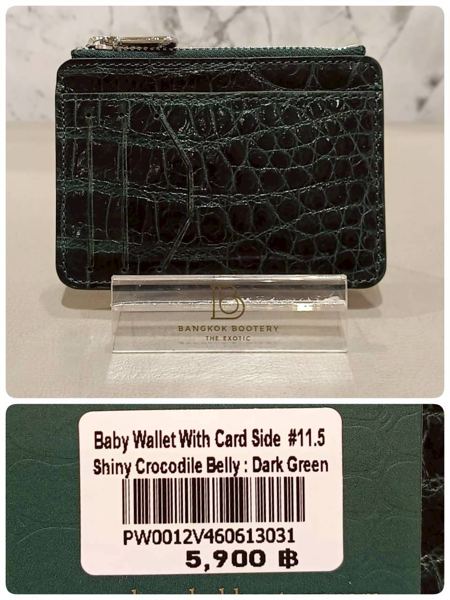 B
BANGKOK BOOTERY
THE EXOTIC
Baby Wallet With Card Side #11.5
Shiny Crocodile Belly : Dark Green
PW0012V460613031
5,900 ฿